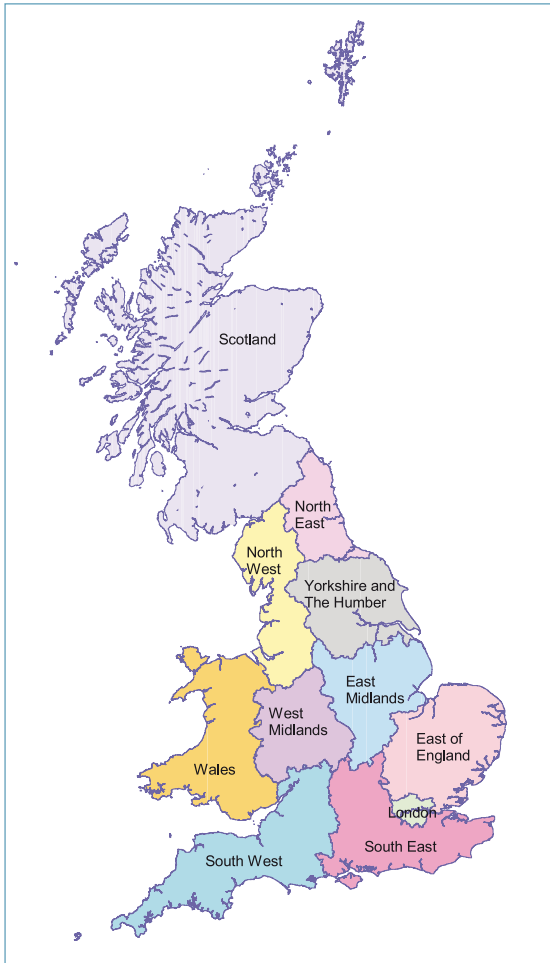 Scotland
North
East
North
West
Yorkshire and
The Humber
East
Midlands
West
Midlands
East of
England
Wales
London
South East
South West